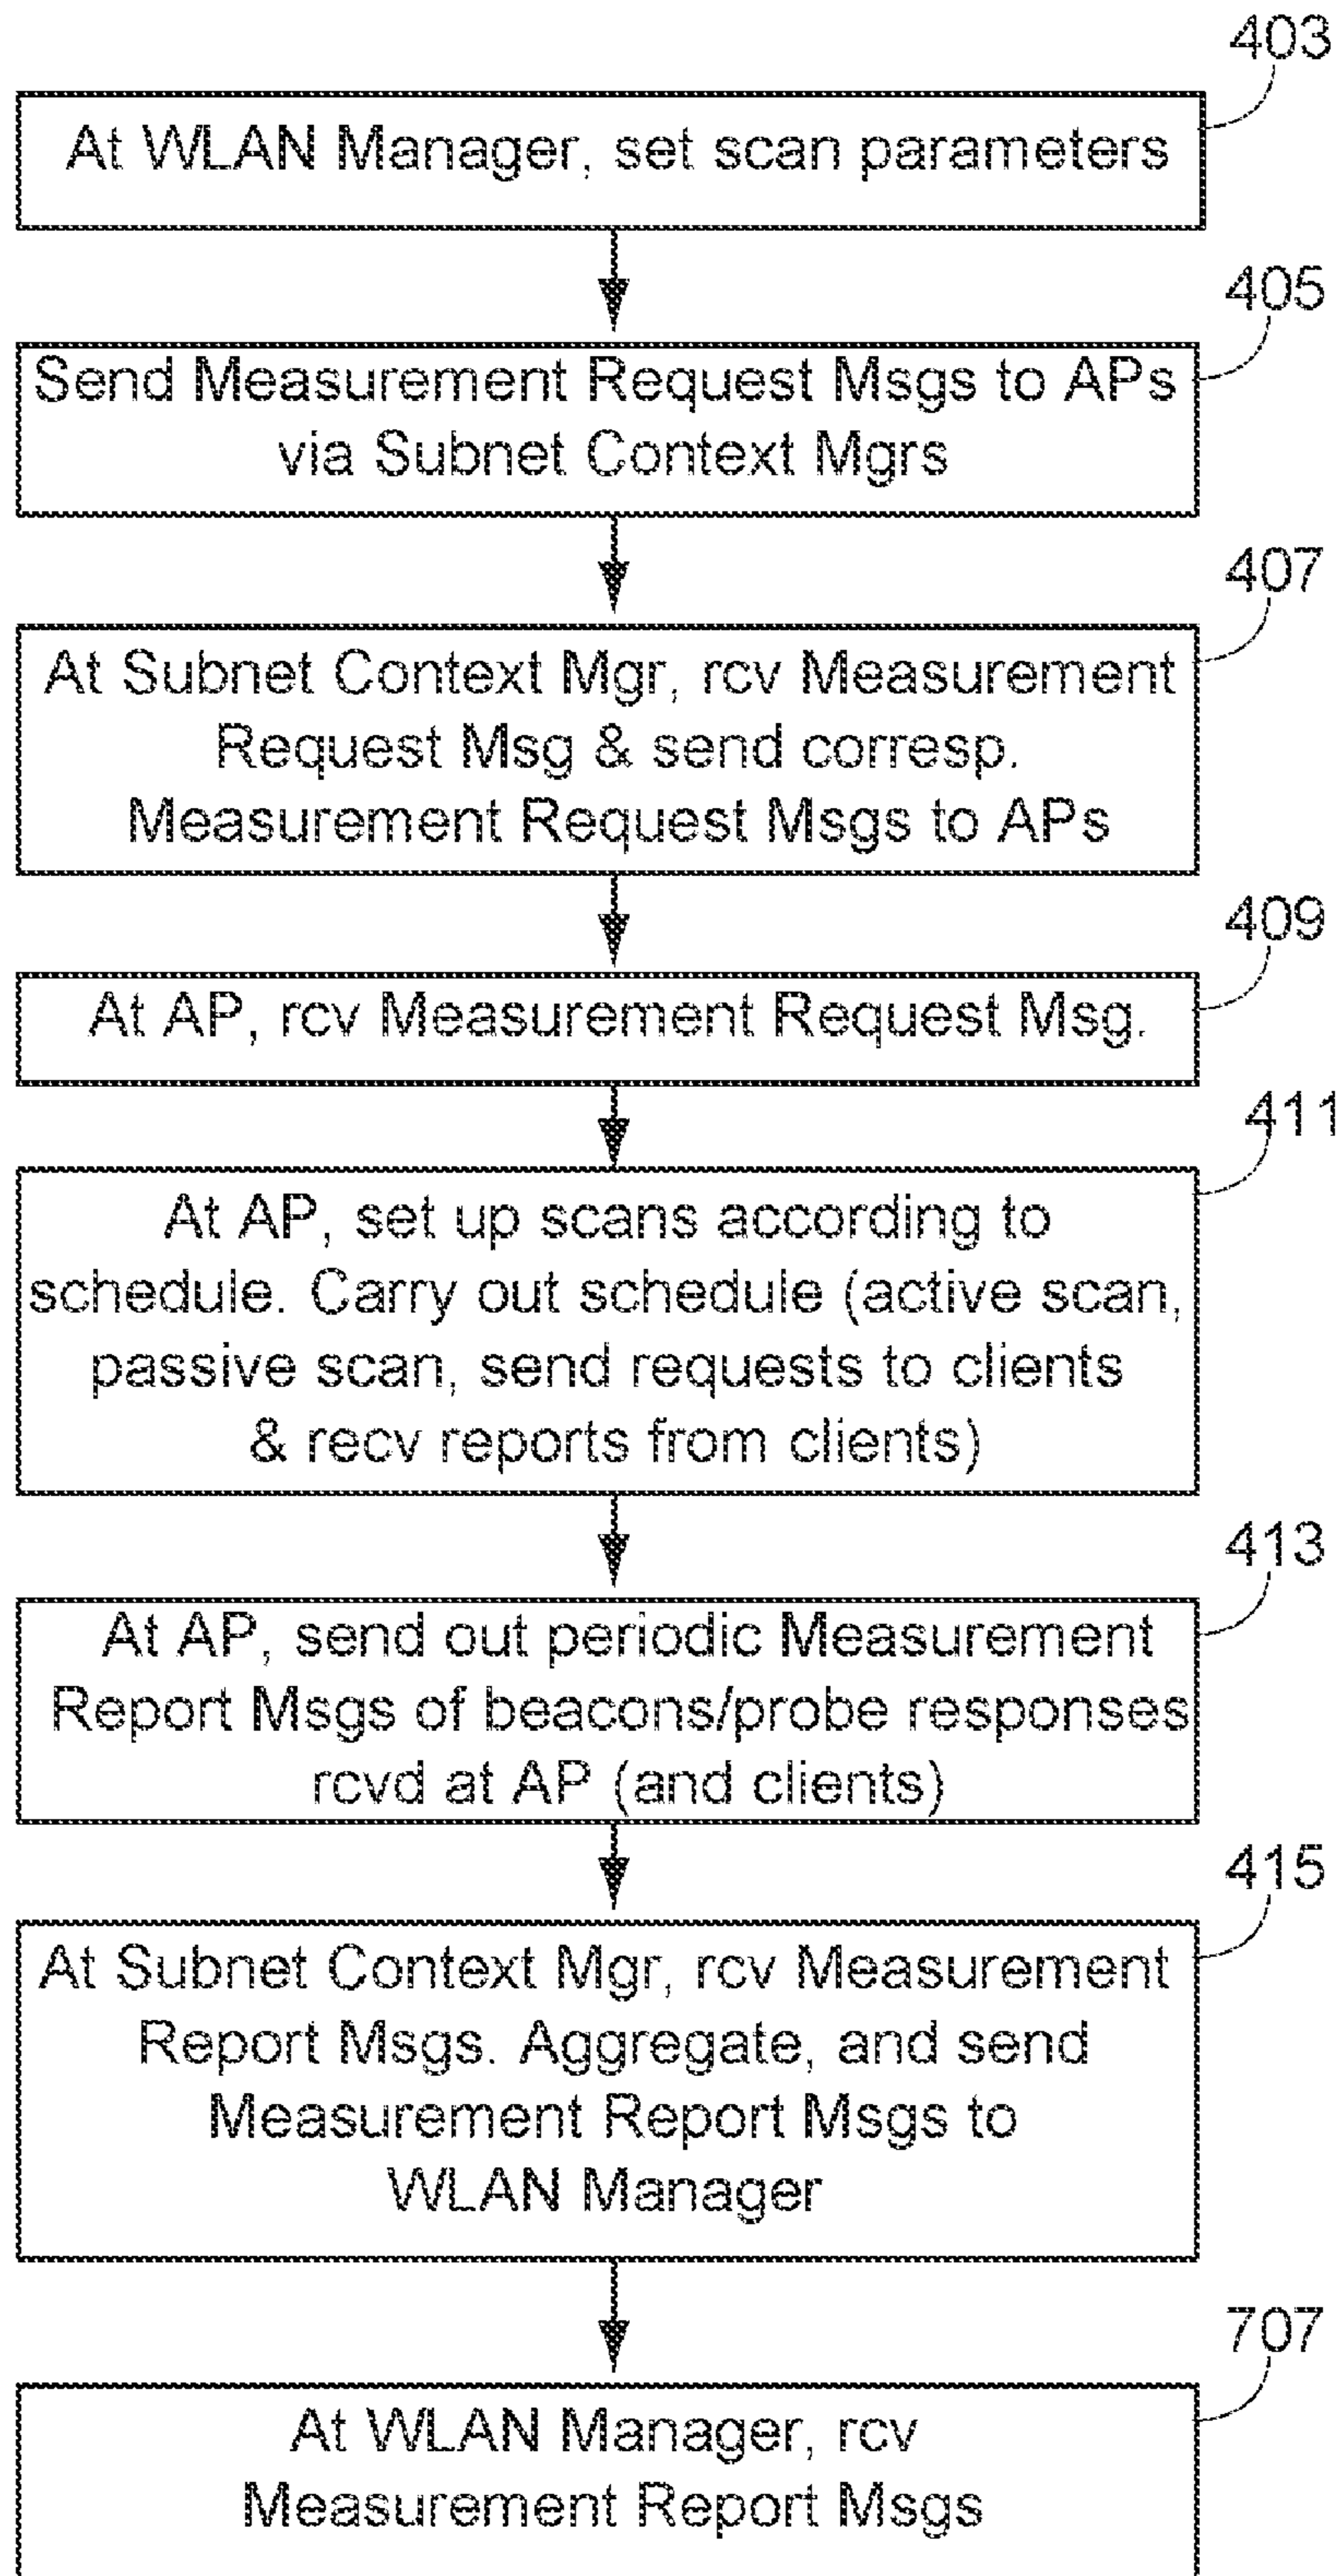 403
At WLAN Manager, set scan parameters
405
Send Measurement Request Msgs to APs
via Subnet Context Mgrs
407
At Subnet Context Mgr, rcv Measurement
Request Msg & send corresp.
Measurement Request Msgs to APs
409
At AP, rcv Measurement Request Msg.
411
At AP, set up scans according to
schedule. Carry out schedule (active scan,
passive scan, send requests to clients
& recv reports from clients)
413
At AP, send out periodic Measurement
Report Msgs of beacons/probe responses
rcvd at AP (and clients)
415
At Subnet Context Mgr, rcv Measurement
Report Msgs. Aggregate, and send
Measurement Report Msgs to
WLAN Manager
707
At WLAN Manager, rcv
Measurement Report Msgs